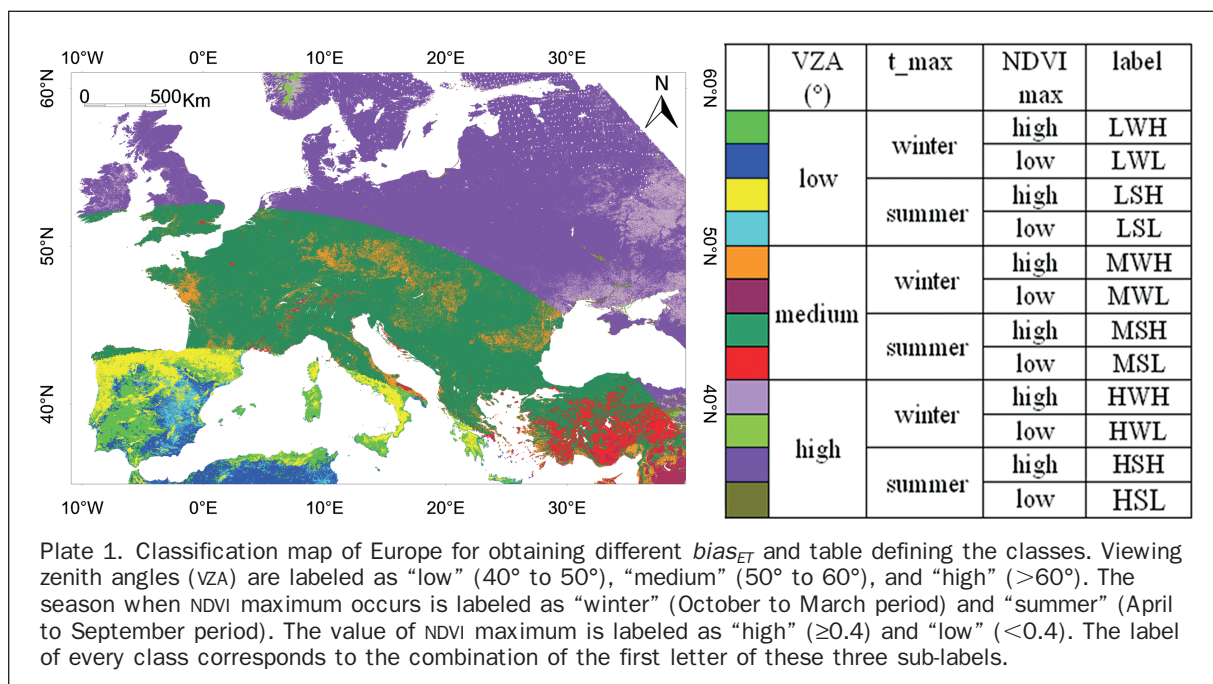 10°W 0°E 10°E 20°E 30°E
60°N
0 500Km
N
50°N
40°N
10°W 0°E 10°E 20°E 30°E
60°N
50°N
40°N
VZA (°) t_max NDVI max label
low winter high LWH
low LWL
summer high LSH
low LSL
medium winter high MWH
low MWL
summer high MSH
low MSL
high winter high HWH
low HWL
summer high HSH
low HSL
Plate 1. Classification map of Europe for obtaining different bias_ET and table defining the classes. Viewing
zenith angles (VZA) are labeled as “low” (40° to 50°), “medium” (50° to 60°), and “high” (>60°). The
season when NDVI maximum occurs is labeled as “winter” (October to March period) and “summer” (April
to September period). The value of NDVI maximum is labeled as “high” (≥0.4) and “low” (<0.4). The label
of every class corresponds to the combination of the first letter of these three sub-labels.